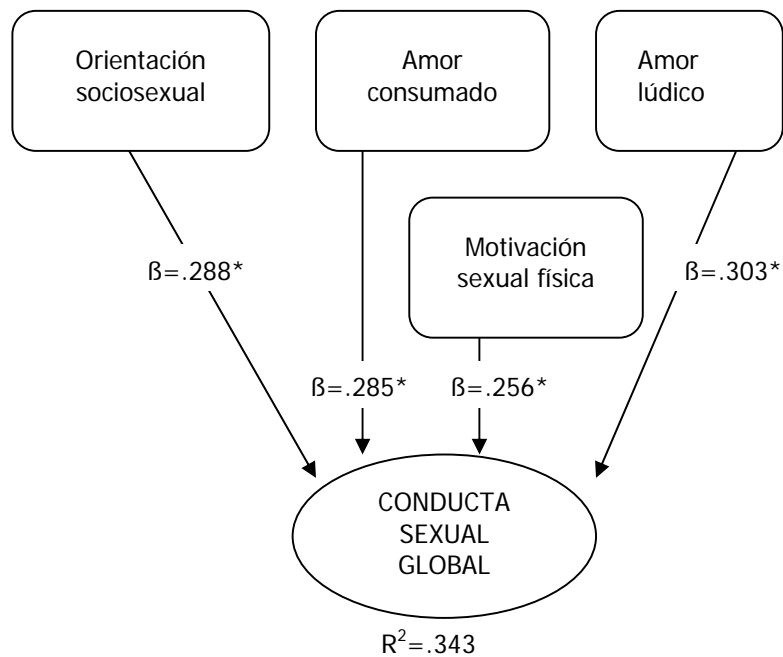 Orientación
sociosexual
Amor
consumado
Amor
lúdico
Motivación
sexual física
ß=.288*
ß=.303*
ß=.285*
ß=.256*
CONDUCTA
SEXUAL
GLOBAL
R²=.343